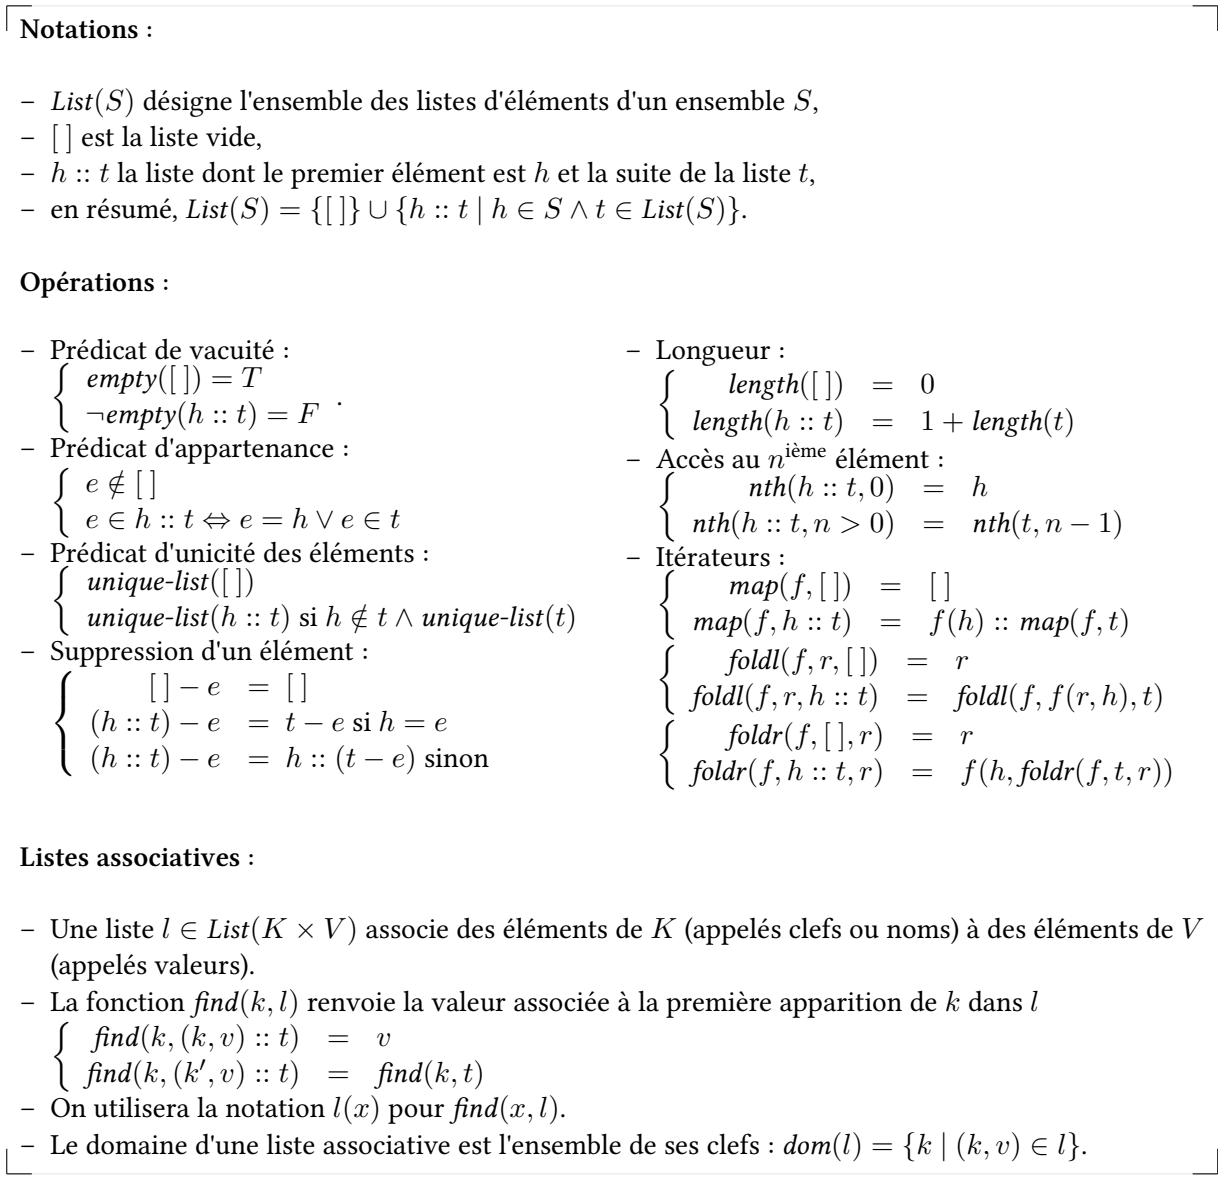 Notations :
– List(S) désigne l'ensemble des listes d'éléments d'un ensemble S,
– [ ] est la liste vide,
– h :: t la liste dont le premier élément est h et la suite de la liste t,
– en résumé, List(S) = {[ ]} ∪ {h :: t | h ∈ S ∧ t ∈ List(S)}.
Opérations :
– Prédicat de vacuité :
{ empty([ ]) = T
¬empty(h :: t) = F .
– Prédicat d'appartenance :
{ e ∉ [ ]
e ∈ h :: t ⇔ e = h ∨ e ∈ t
– Prédicat d'unicité des éléments :
{ unique-list([ ])
unique-list(h :: t) si h ∉ t ∧ unique-list(t)
– Suppression d'un élément :
{ [ ] − e = [ ]
(h :: t) − e = t − e si h = e
(h :: t) − e = h :: (t − e) sinon
– Longueur :
{ length([ ]) = 0
length(h :: t) = 1 + length(t)
– Accès au n^ième élément :
{ nth(h :: t, 0) = h
nth(h :: t, n > 0) = nth(t, n − 1)
– Itérateurs :
{ map(f, [ ]) = [ ]
map(f, h :: t) = f(h) :: map(f, t)
{ foldl(f, r, [ ]) = r
foldl(f, r, h :: t) = foldl(f, f(r, h), t)
{ foldr(f, [ ], r) = r
foldr(f, h :: t, r) = f(h, foldr(f, t, r))
Listes associatives :
– Une liste l ∈ List(K × V) associe des éléments de K (appelés clefs ou noms) à des éléments de V
(appelés valeurs).
– La fonction find(k, l) renvoie la valeur associée à la première apparition de k dans l
{ find(k, (k, v) :: t) = v
find(k, (k′, v) :: t) = find(k, t)
– On utilisera la notation l(x) pour find(x, l).
– Le domaine d'une liste associative est l'ensemble de ses clefs : dom(l) = {k | (k, v) ∈ l}.